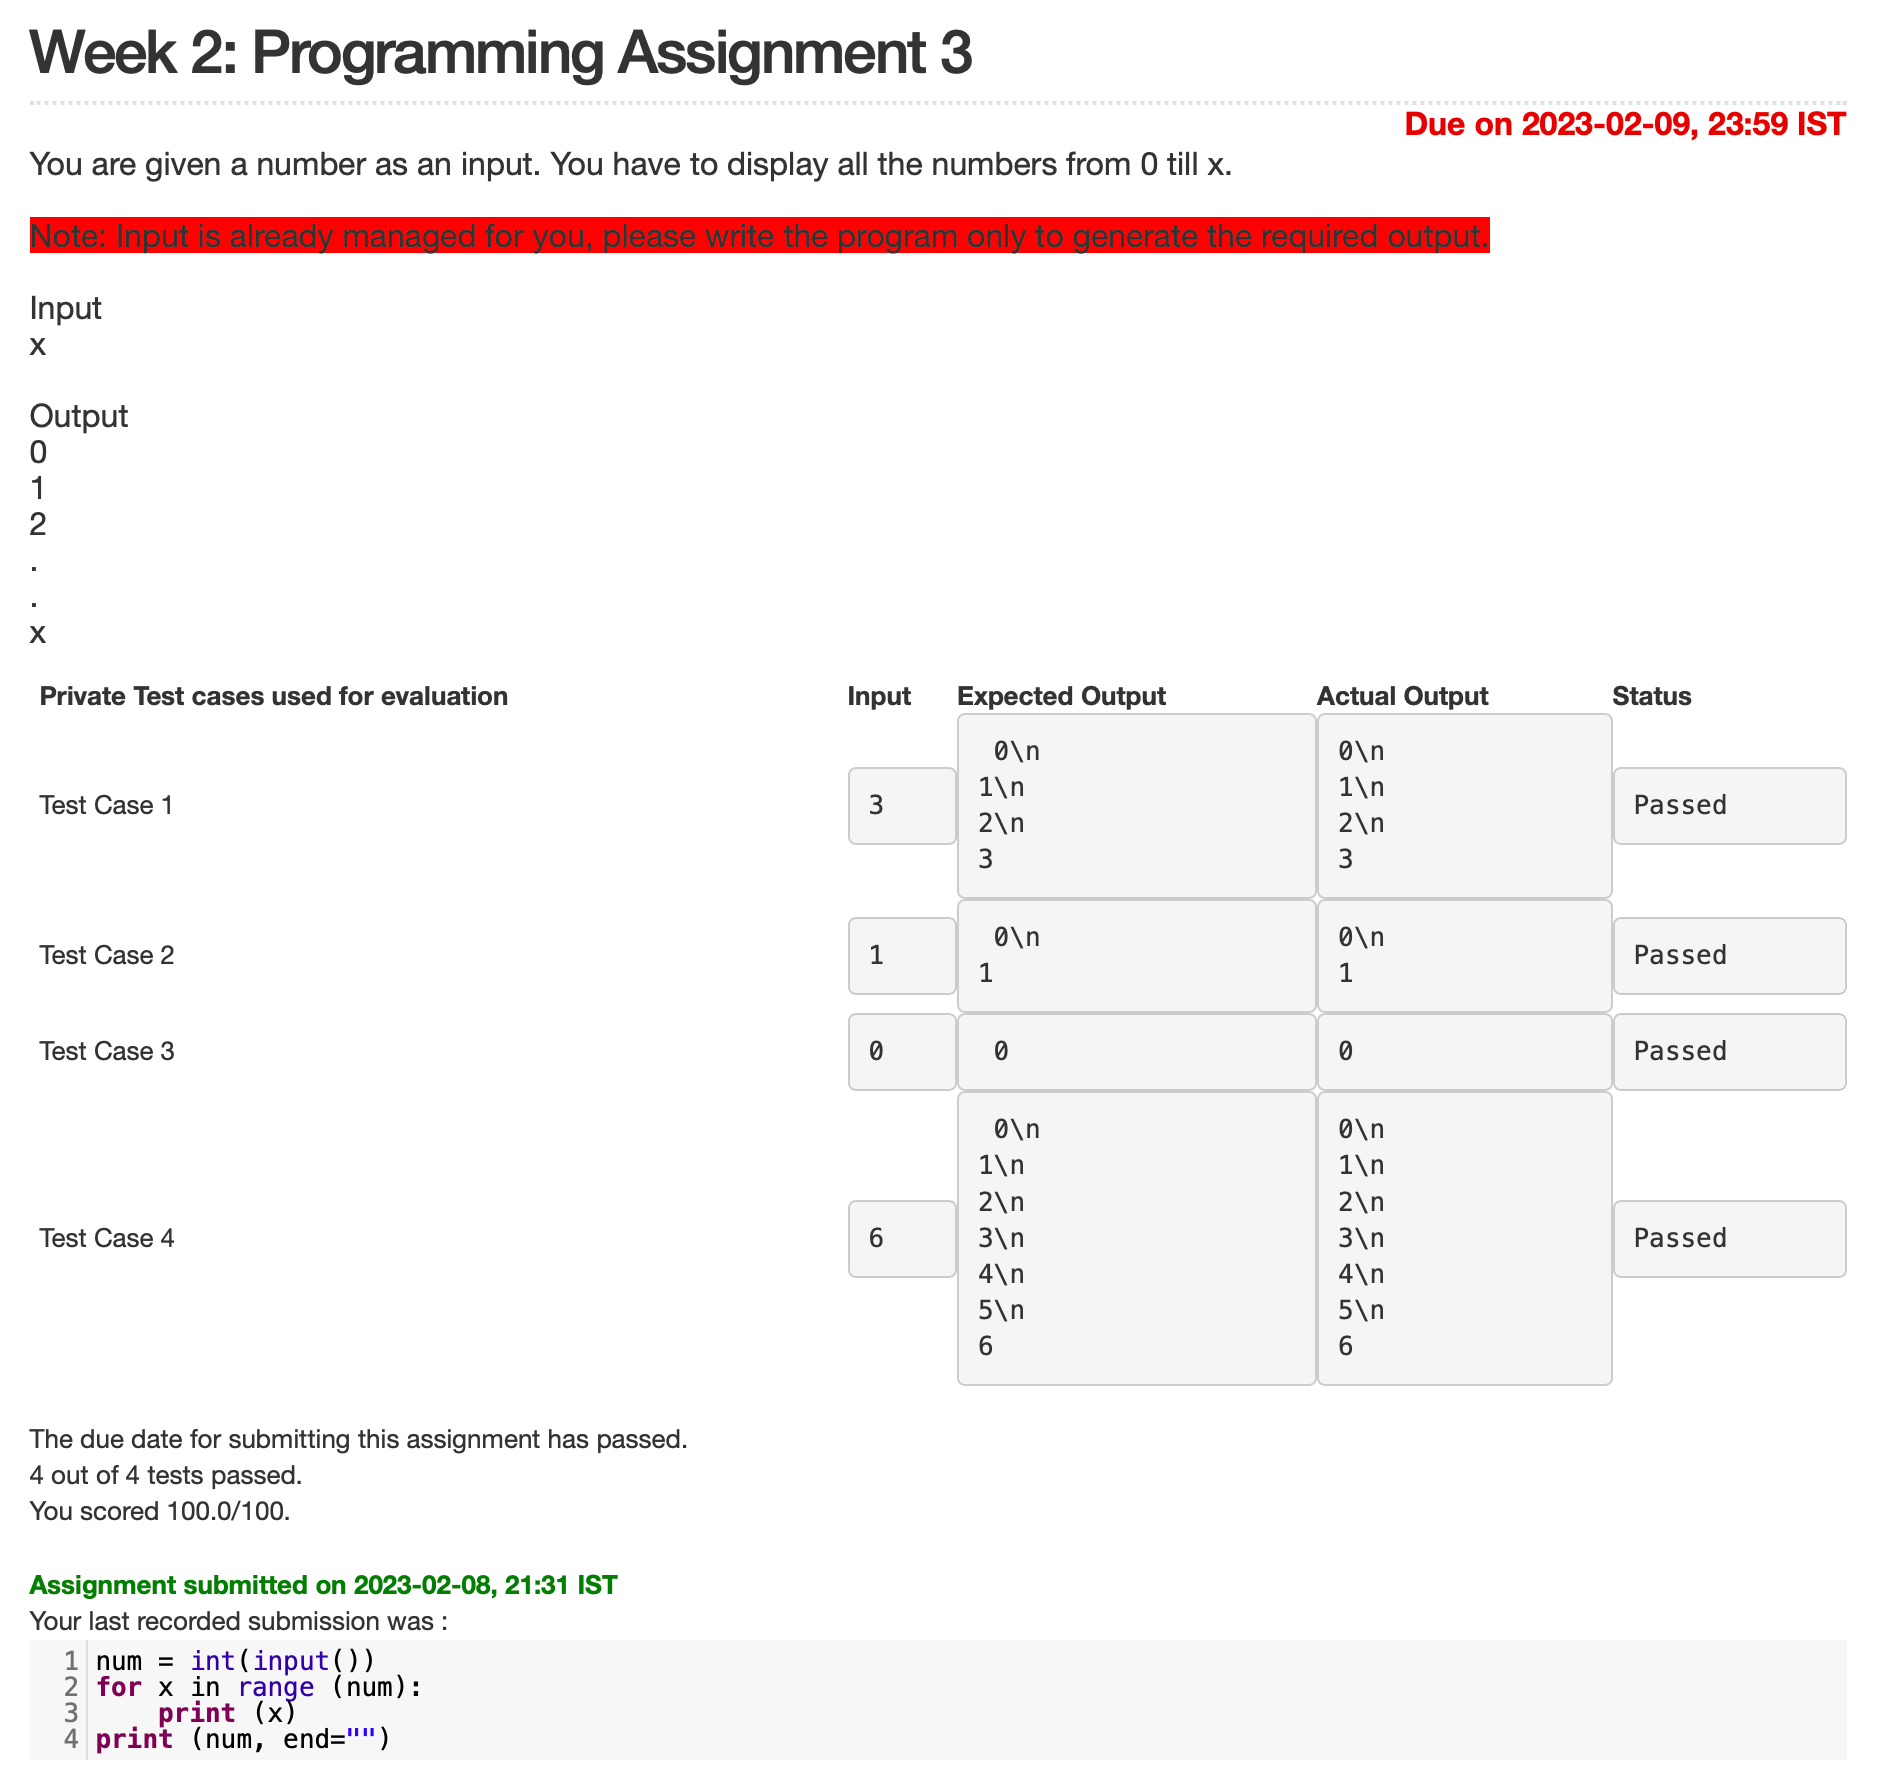 Week 2: Programming Assignment 3
Due on 2023-02-09, 23:59 IST
You are given a number as an input. You have to display all the numbers from 0 till x.
Note: Input is already managed for you, please write the program only to generate the required output.
Input
x
Output
0
1
2
.
.
x
Private Test cases used for evaluation Input Expected Output Actual Output Status
Test Case 1
3
0\n
1\n
2\n
3
0\n
1\n
2\n
3
Passed
Test Case 2
1
0\n
1
0\n
1
Passed
Test Case 3
0
0
0
Passed
Test Case 4
6
0\n
1\n
2\n
3\n
4\n
5\n
6
0\n
1\n
2\n
3\n
4\n
5\n
6
Passed
The due date for submitting this assignment has passed.
4 out of 4 tests passed.
You scored 100.0/100.
Assignment submitted on 2023-02-08, 21:31 IST
Your last recorded submission was :
1 num = int(input())
2 for x in range (num):
3     print (x)
4 print (num, end="")